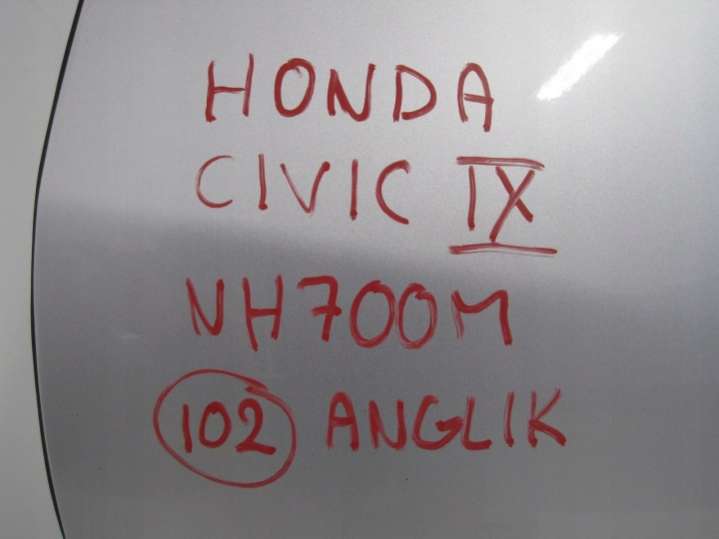 HONDA
CIVIC IX
NH700M
102 ANGLIK